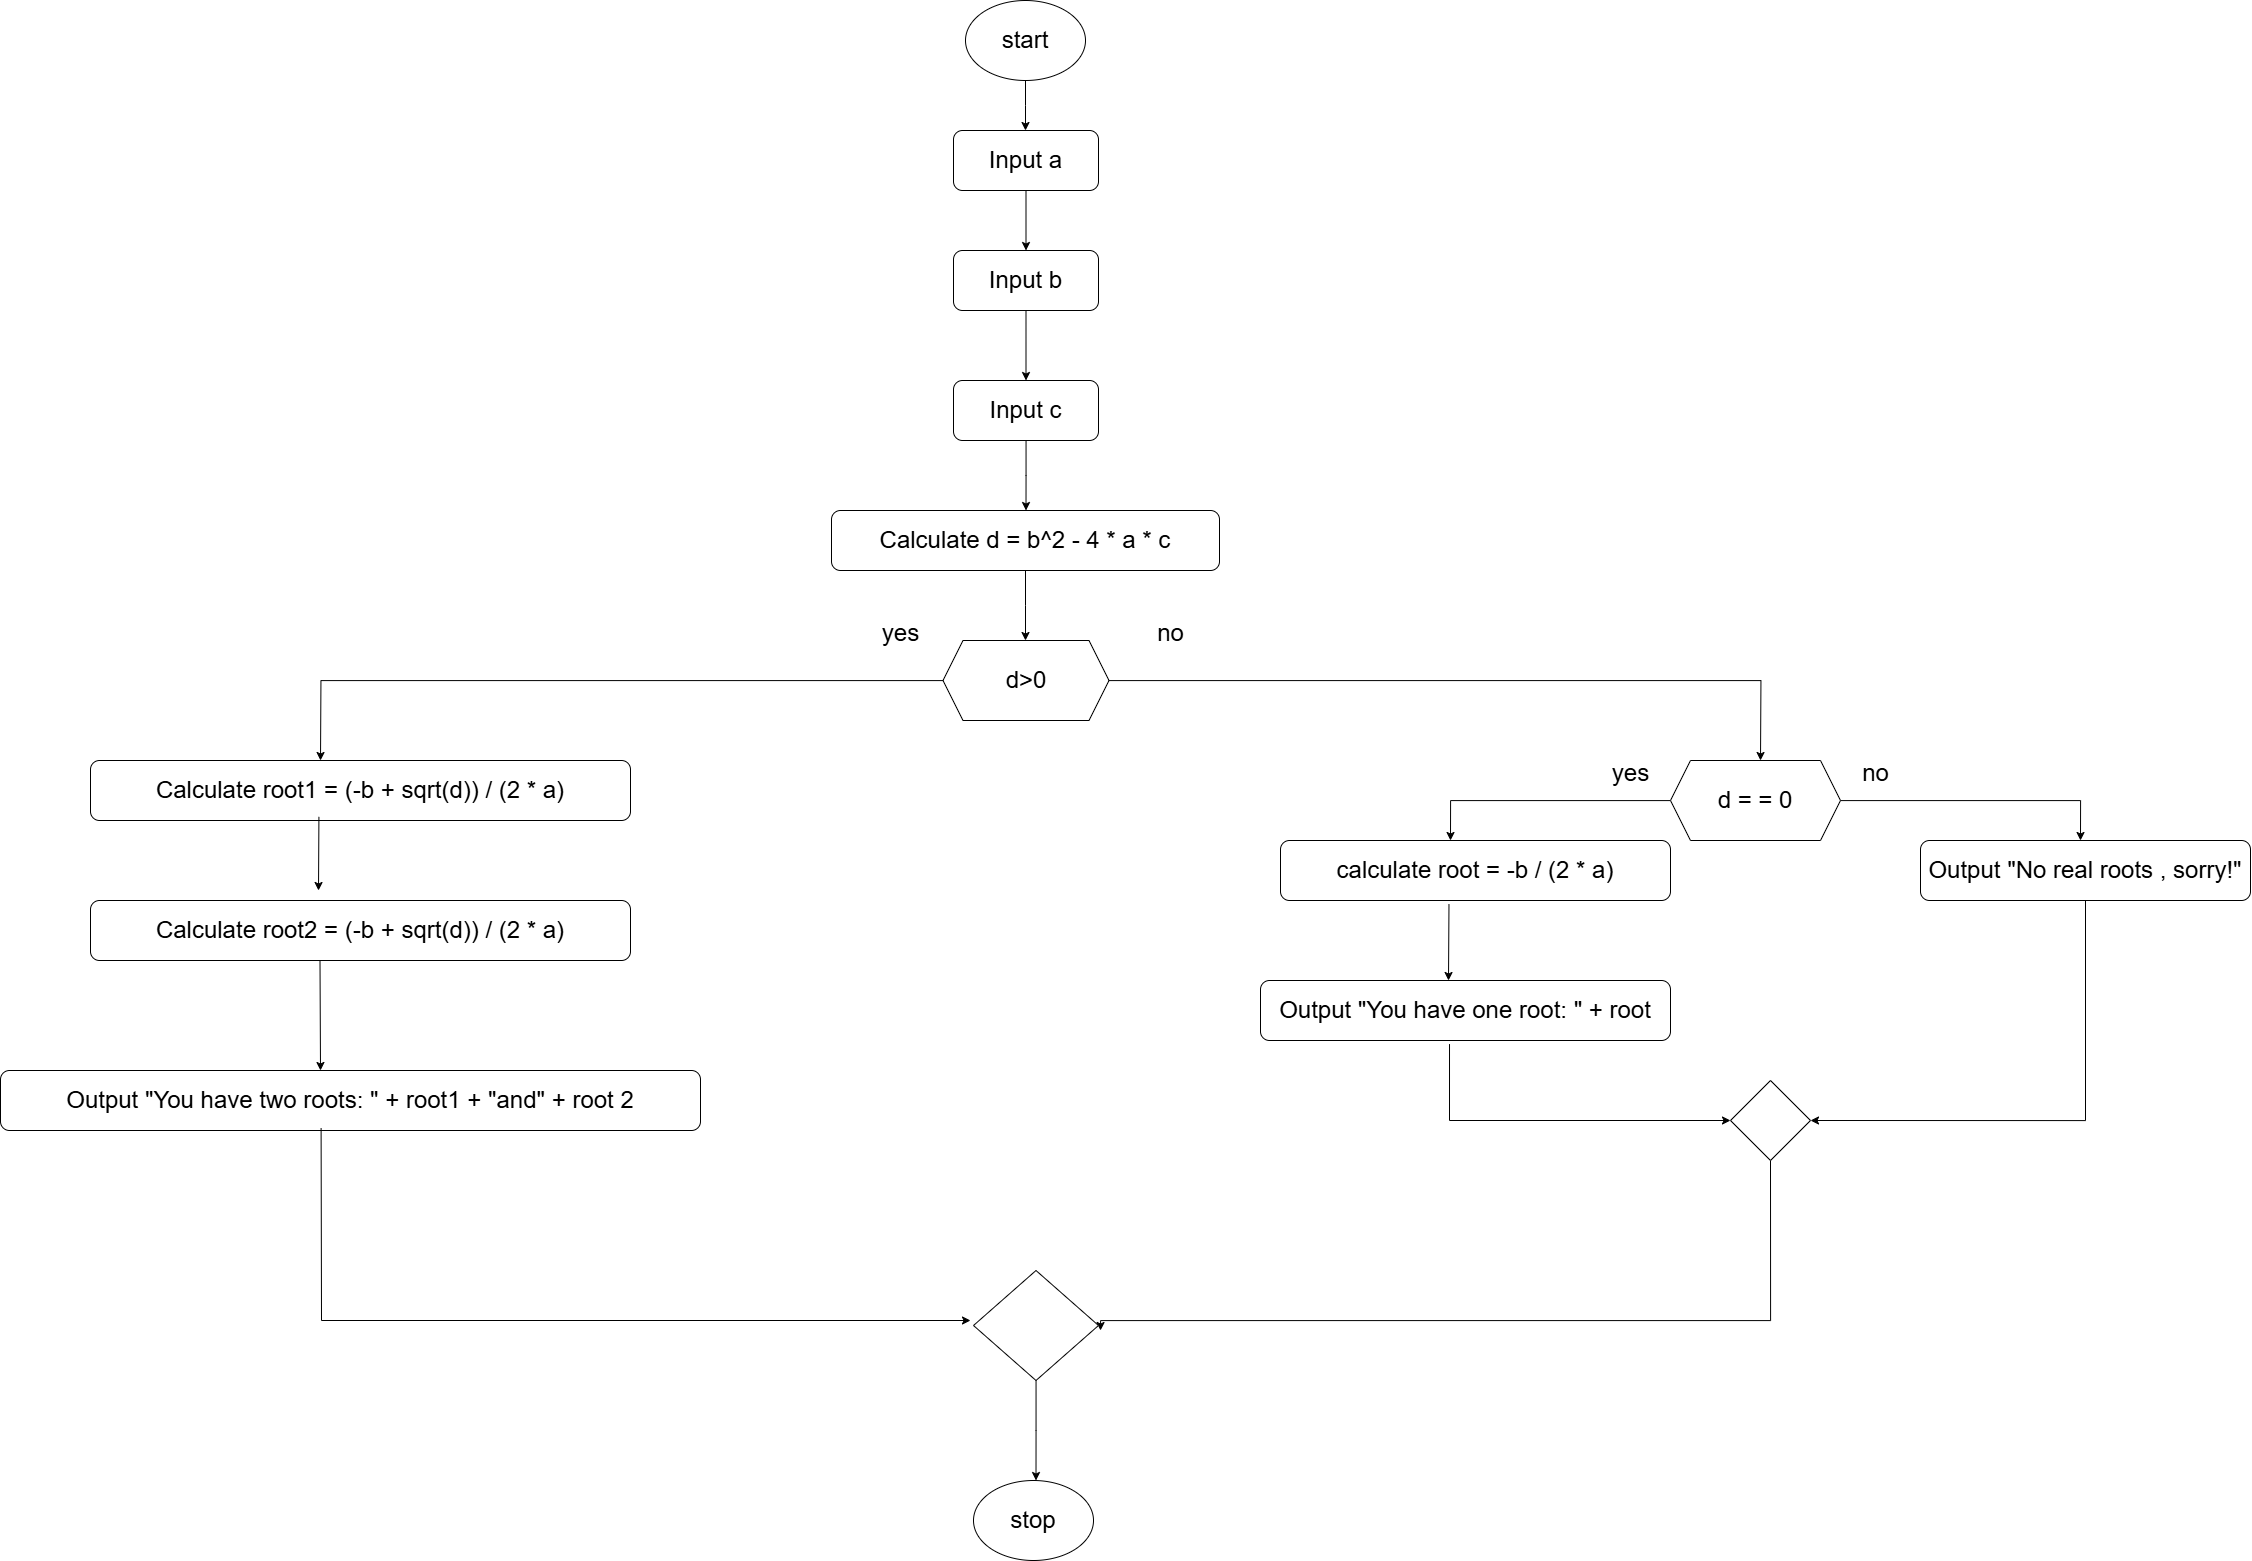 start
Input a
Input b
Input c
Calculate d = b^2 - 4 * a * c
yes
no
d>0
Calculate root1 = (-b + sqrt(d)) / (2 * a)
Calculate root2 = (-b + sqrt(d)) / (2 * a)
Output "You have two roots: " + root1 + "and" + root 2
yes
no
d = = 0
calculate root = -b / (2 * a)
Output "You have one root: " + root
Output "No real roots , sorry!"
stop